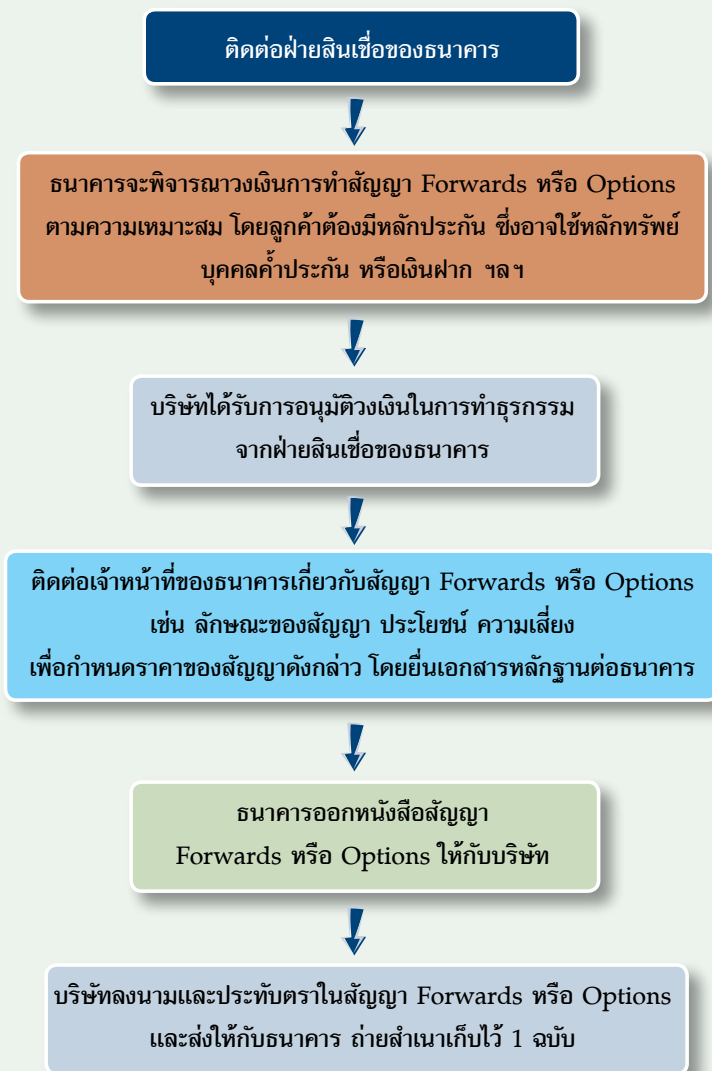 ติดต่อฝ่ายสินเชื่อของธนาคาร
ธนาคารจะพิจารณาวงเงินการทำสัญญา Forwards หรือ Options
ตามความเหมาะสม โดยลูกค้าต้องมีหลักประกัน ซึ่งอาจใช้หลักทรัพย์
บุคคลค้ำประกัน หรือเงินฝาก ฯลฯ
บริษัทได้รับการอนุมัติวงเงินในการทำธุรกรรม
จากฝ่ายสินเชื่อของธนาคาร
ติดต่อเจ้าหน้าที่ของธนาคารเกี่ยวกับสัญญา Forwards หรือ Options
เช่น ลักษณะของสัญญา ประโยชน์ ความเสี่ยง
เพื่อกำหนดราคาของสัญญาดังกล่าว โดยยื่นเอกสารหลักฐานต่อธนาคาร
ธนาคารออกหนังสือสัญญา
Forwards หรือ Options ให้กับบริษัท
บริษัทลงนามและประทับตราในสัญญา Forwards หรือ Options
และส่งให้กับธนาคาร ถ่ายสำเนาเก็บไว้ 1 ฉบับ